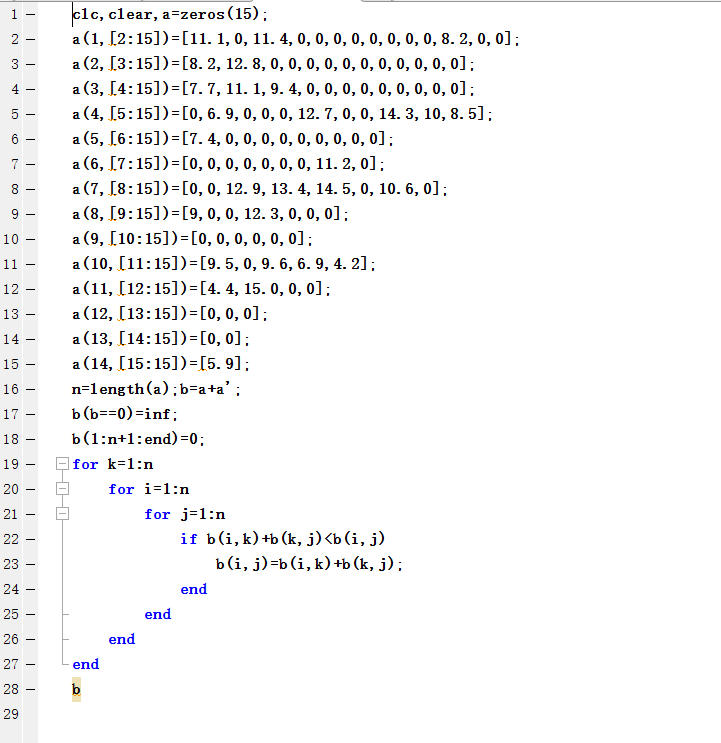 1 clc,clear,a=zeros(15);
2 a(1,[2:15])=[11.1,0,11.4,0,0,0,0,0,0,0,0,8.2,0,0];
3 a(2,[3:15])=[8.2,12.8,0,0,0,0,0,0,0,0,0,0,0];
4 a(3,[4:15])=[7.7,11.1,9.4,0,0,0,0,0,0,0,0,0];
5 a(4,[5:15])=[0,6.9,0,0,0,12.7,0,0,14.3,10,8.5];
6 a(5,[6:15])=[7.4,0,0,0,0,0,0,0,0,0];
7 a(6,[7:15])=[0,0,0,0,0,0,0,11.2,0];
8 a(7,[8:15])=[0,0,12.9,13.4,14.5,0,10.6,0];
9 a(8,[9:15])=[9,0,0,12.3,0,0,0];
10 a(9,[10:15])=[0,0,0,0,0,0];
11 a(10,[11:15])=[9.5,0,9.6,6.9,4.2];
12 a(11,[12:15])=[4.4,15.0,0,0];
13 a(12,[13:15])=[0,0,0];
14 a(13,[14:15])=[0,0];
15 a(14,[15:15])=[5.9];
16 n=length(a);b=a+a';
17 b(b==0)=inf;
18 b(1:n+1:end)=0;
19 for k=1:n
20 for i=1:n
21 for j=1:n
22 if b(i,k)+b(k,j)<b(i,j)
23 b(i,j)=b(i,k)+b(k,j);
24 end
25 end
26 end
27 end
28 b
29